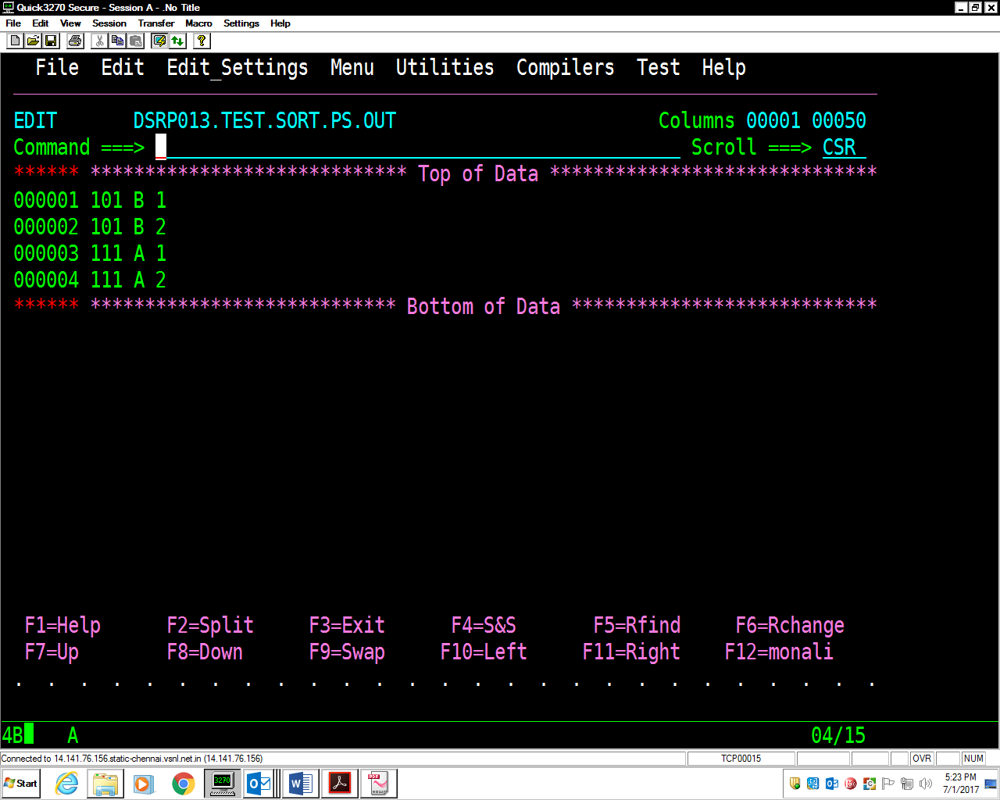 Quick3270 Secure - Session A - .No Title
File Edit View Session Transfer Macro Settings Help
File Edit Edit_Settings Menu Utilities Compilers Test Help
EDIT DSRP013.TEST.SORT.PS.OUT Columns 00001 00050
Command ===> Scroll ===> CSR
****** ***************************** Top of Data ******************************
000001 101 B 1
000002 101 B 2
000003 111 A 1
000004 111 A 2
****** **************************** Bottom of Data ****************************
F1=Help F2=Split F3=Exit F4=S&S F5=Rfind F6=Rchange
F7=Up F8=Down F9=Swap F10=Left F11=Right F12=monali
. . . . . . . . . . . . . . . . . . . . . . . . . . .
4B A 04/15
Connected to 14.141.76.156.static-chennai.vsnl.net.in (14.141.76.156) TCP00015 OVR NUM
Start 3270 5:23 PM
7/1/2017